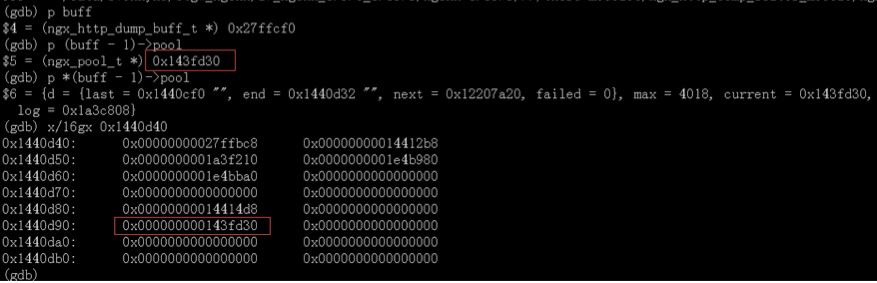 (gdb) p buff
$4 = (ngx_http_dump_buff_t *) 0x27ffcf0
(gdb) p (buff - 1)->pool
$5 = (ngx_pool_t *) 0x143fd30
(gdb) p *(buff - 1)->pool
$6 = {d = {last = 0x1440cf0 "", end = 0x1440d32 "", next = 0x12207a20, failed = 0}, max = 4018, current = 0x143fd30,
log = 0x1a3c808}
(gdb) x/16gx 0x1440d40
0x1440d40: 0x00000000027ffbc8 0x00000000014412b8
0x1440d50: 0x0000000001a3f210 0x0000000001e4b980
0x1440d60: 0x0000000001e4bba0 0x0000000000000000
0x1440d70: 0x0000000000000000 0x0000000000000000
0x1440d80: 0x00000000014414d8 0x0000000000000000
0x1440d90: 0x000000000143fd30 0x0000000000000000
0x1440da0: 0x0000000000000000 0x0000000000000000
0x1440db0: 0x0000000000000000 0x0000000000000000
(gdb)